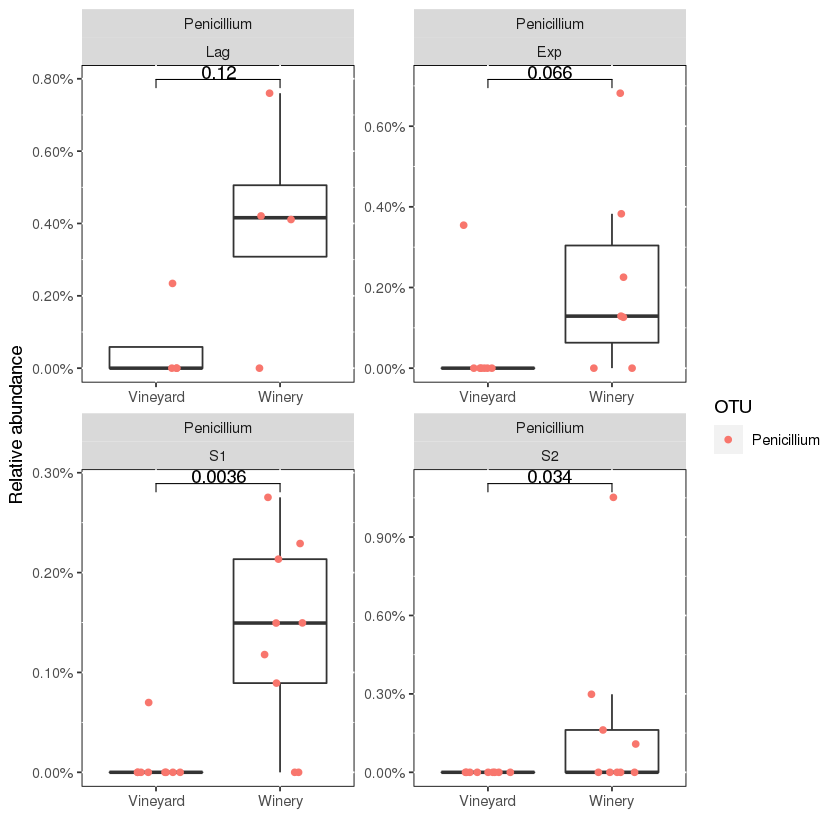 Penicillium
Lag
0.12
0.80%
0.60%
0.40%
0.20%
0.00%
Vineyard Winery
Penicillium
Exp
0.066
0.60%
0.40%
0.20%
0.00%
Vineyard Winery
Relative abundance
Penicillium
S1
0.0036
0.30%
0.20%
0.10%
0.00%
Vineyard Winery
Penicillium
S2
0.034
0.90%
0.60%
0.30%
0.00%
Vineyard Winery
OTU
Penicillium